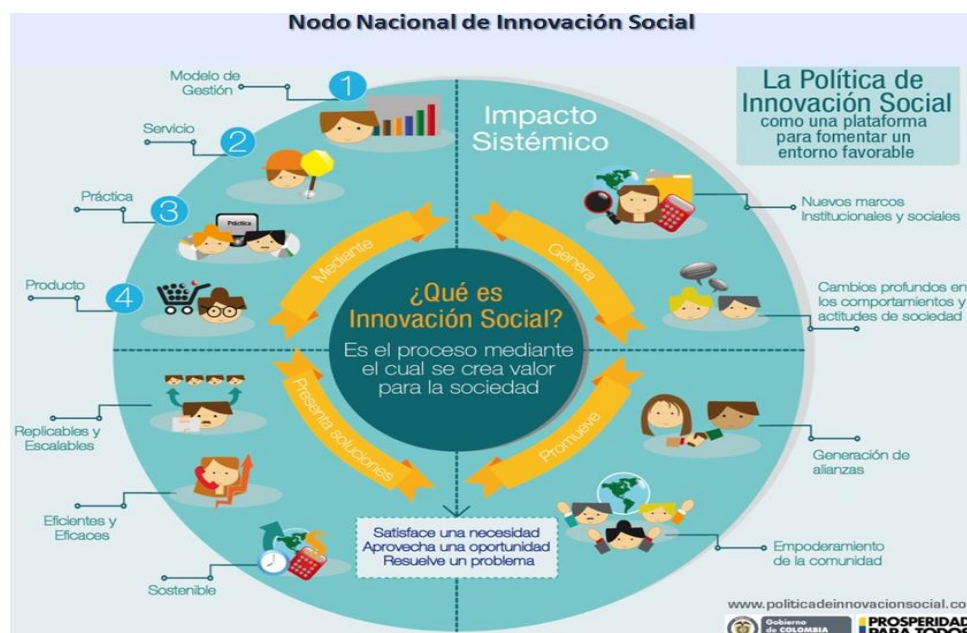 Nodo Nacional de Innovación Social
La Política de
Innovación Social
como una plataforma
para fomentar un
entorno favorable
Impacto
Sistémico
Modelo de
Gestión
1
Servicio
2
Práctica
3
Práctica
Producto
4
Mediante
Genera
Nuevos marcos
Institucionales y sociales
Cambios profundos en
los comportamientos y
actitudes de sociedad
¿Qué es
Innovación Social?
Es el proceso mediante
el cual se crea valor
para la sociedad
Presenta soluciones
Promueve
Replicables y
Escalables
Eficientes y
Eficaces
Sostenible
Generación de
alianzas
Empoderamiento
de la comunidad
Satisface una necesidad
Aprovecha una oportunidad
Resuelve un problema
www.politicadeinnovacionsocial.co
Gobierno
de COLOMBIA
PROSPERIDAD
PARA TODOS